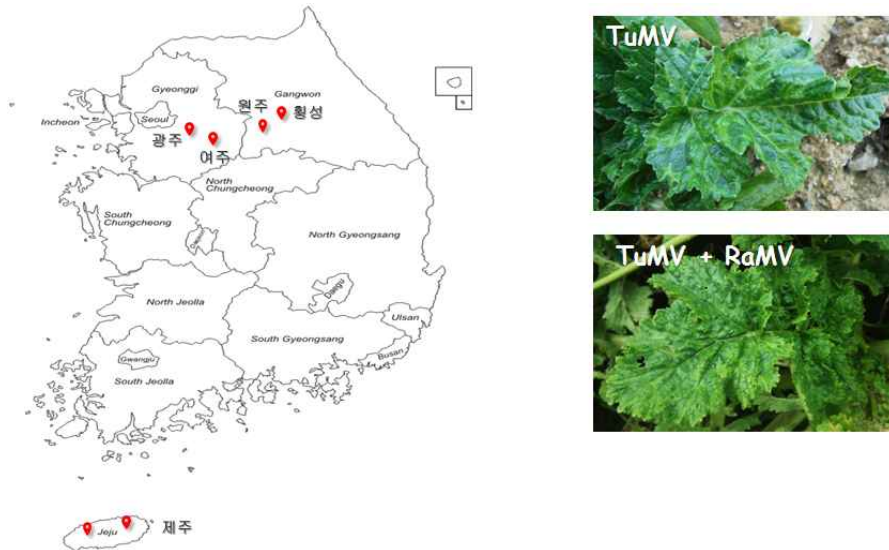 Gyeonggi
Seoul
Incheon
광주
여주
Gangwon
원주
횡성
North
Chungcheong
South
Chungcheong
Daejeon
North Gyeongsang
Daegu
North Jeolla
Ulsan
South Gyeongsang
Busan
Gwangju
South Jeolla
Jeju
제주
TuMV
TuMV + RaMV